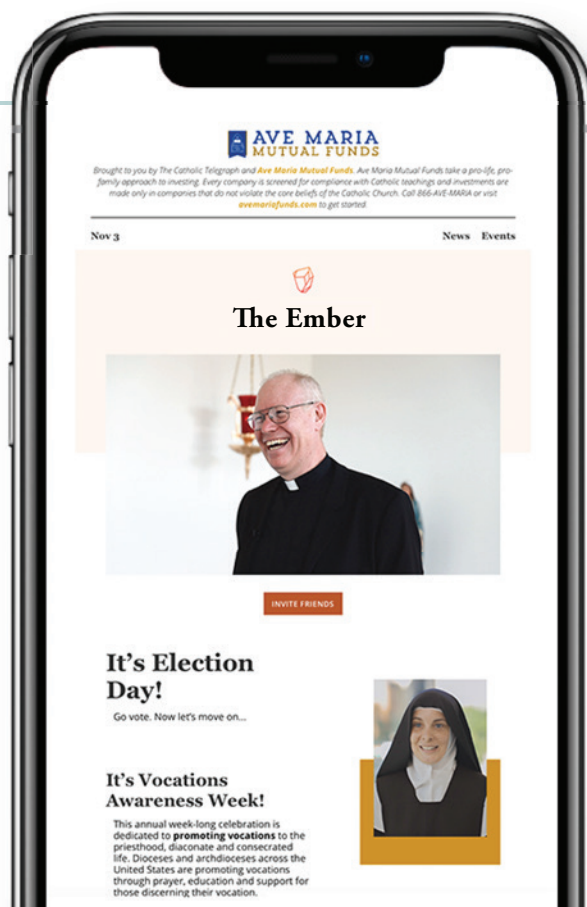 AVE MARIA
MUTUAL FUNDS
Brought to you by The Catholic Telegraph and Ave Maria Mutual Funds. Ave Maria Mutual Funds take a pro-life, pro-
family approach to investing. Every company is screened for compliance with Catholic teachings and investments are
made only in companies that do not violate the core beliefs of the Catholic Church. Call 866-AVE-MARIA or visit
avemariafunds.com to get started.
Nov 3
News Events
The Ember
INVITE FRIENDS
It's Election
Day!
Go vote. Now let's move on...
It's Vocations
Awareness Week!
This annual week-long celebration is
dedicated to promoting vocations to the
priesthood, diaconate and consecrated
life. Dioceses and archdioceses across the
United States are promoting vocations
through prayer, education and support for
those discerning their vocation.